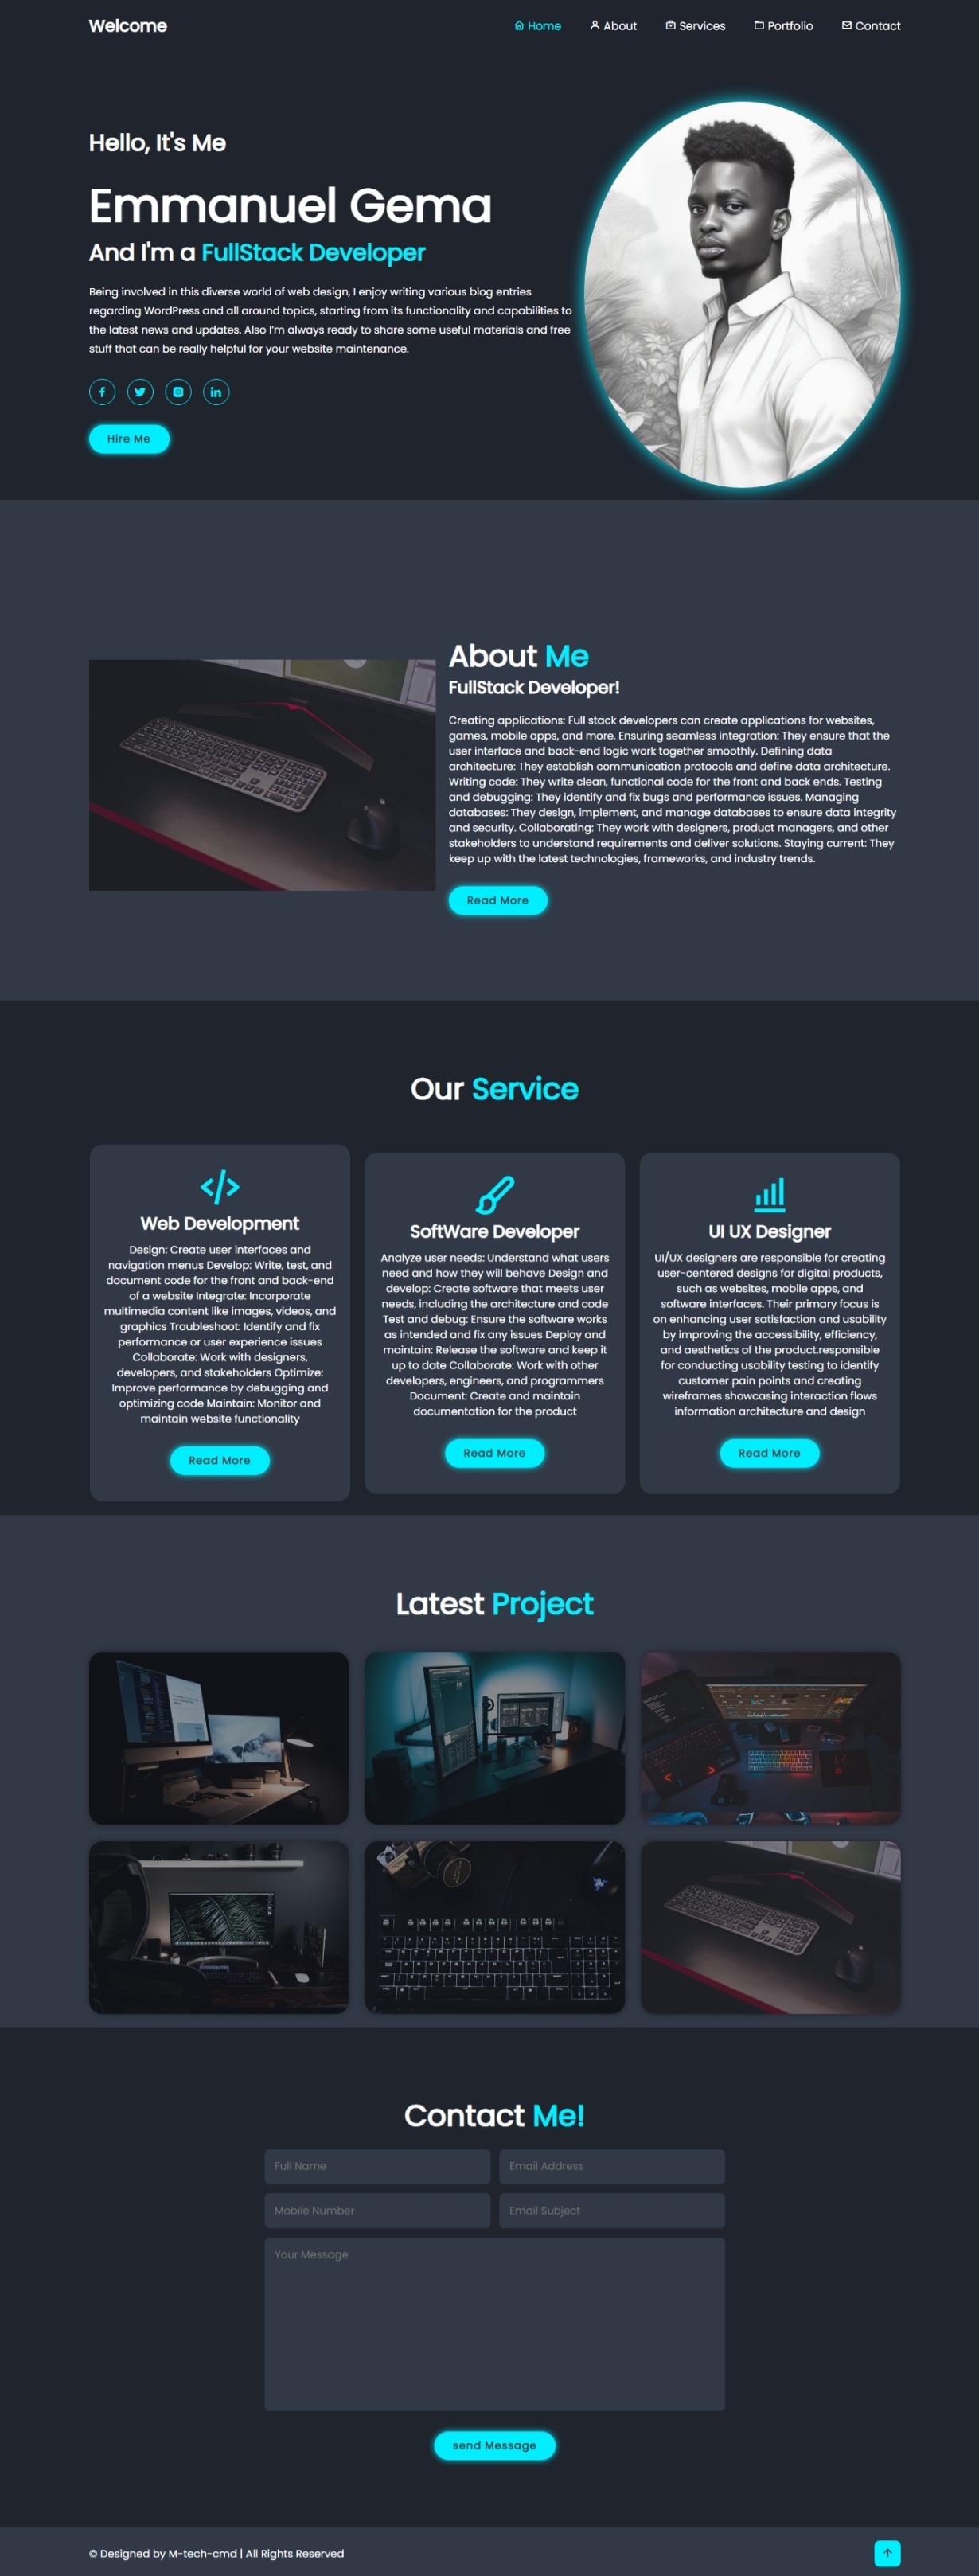 Welcome
Home
About
Services
Portfolio
Contact
Hello, It's Me
Emmanuel Gema
And I'm a FullStack Developer
Being involved in this diverse world of web design, I enjoy writing various blog entries
regarding WordPress and all around topics, starting from its functionality and capabilities to
the latest news and updates. Also I'm always ready to share some useful materials and free
stuff that can be really helpful for your website maintenance.
Hire Me
About Me
FullStack Developer!
Creating applications: Full stack developers can create applications for websites,
games, mobile apps, and more. Ensuring seamless integration: They ensure that the
user interface and back-end logic work together smoothly. Defining data
architecture: They establish communication protocols and define data architecture.
Writing code: They write clean, functional code for the front and back ends. Testing
and debugging: They identify and fix bugs and performance issues. Managing
databases: They design, implement, and manage databases to ensure data integrity
and security. Collaborating: They work with designers, product managers, and other
stakeholders to understand requirements and deliver solutions. Staying current: They
keep up with the latest technologies, frameworks, and industry trends.
Read More
Our Service
Web Development
Design: Create user interfaces and
navigation menus Develop: Write, test, and
document code for the front and back-end
of a website Integrate: Incorporate
multimedia content like images, videos, and
graphics Troubleshoot: Identify and fix
performance or user experience issues
Collaborate: Work with designers,
developers, and stakeholders Optimize:
Improve performance by debugging and
optimizing code Maintain: Monitor and
maintain website functionality
Read More
SoftWare Developer
Analyze user needs: Understand what users
need and how they will behave Design and
develop: Create software that meets user
needs, including the architecture and code
Test and debug: Ensure the software works
as intended and fix any issues Deploy and
maintain: Release the software and keep it
up to date Collaborate: Work with other
developers, engineers, and programmers
Document: Create and maintain
documentation for the product
Read More
UI UX Designer
UI/UX designers are responsible for creating
user-centered designs for digital products,
such as websites, mobile apps, and
software interfaces. Their primary focus is
on enhancing user satisfaction and usability
by improving the accessibility, efficiency,
and aesthetics of the product.responsible
for conducting usability testing to identify
customer pain points and creating
wireframes showcasing interaction flows
information architecture and design
Read More
Latest Project
Contact Me!
Full Name
Email Address
Mobile Number
Email Subject
Your Message
send Message
© Designed by M-tech-cmd | All Rights Reserved